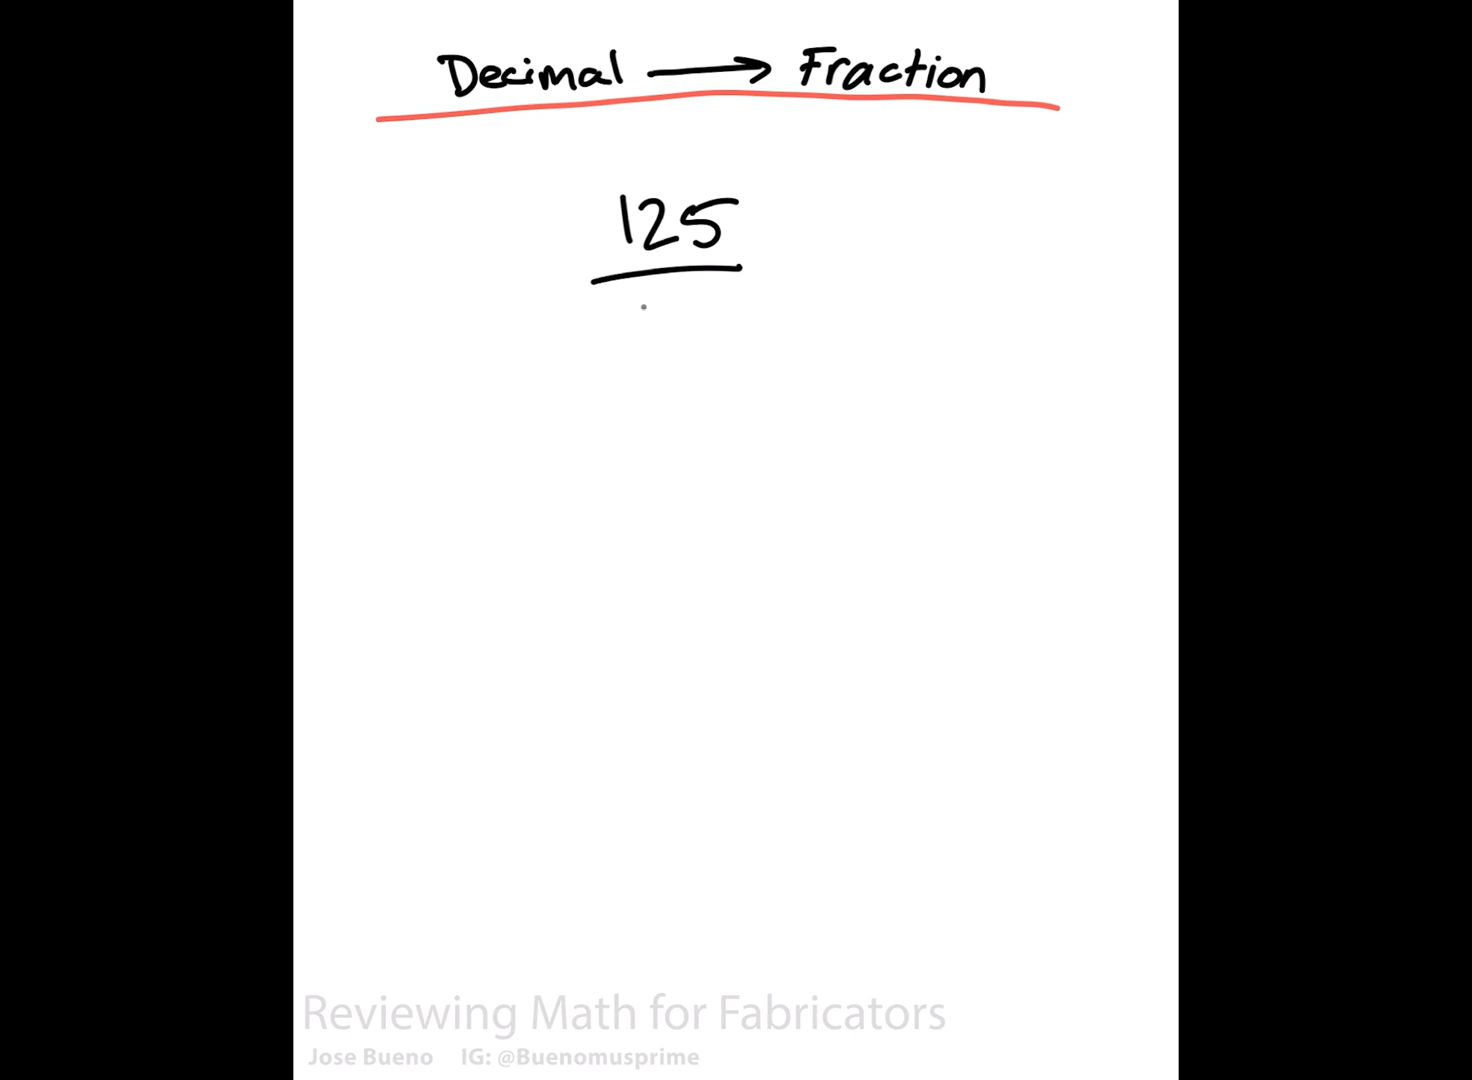 Decimal → Fraction
125
Reviewing Math for Fabricators
Jose Bueno IG: @Buenomusprime